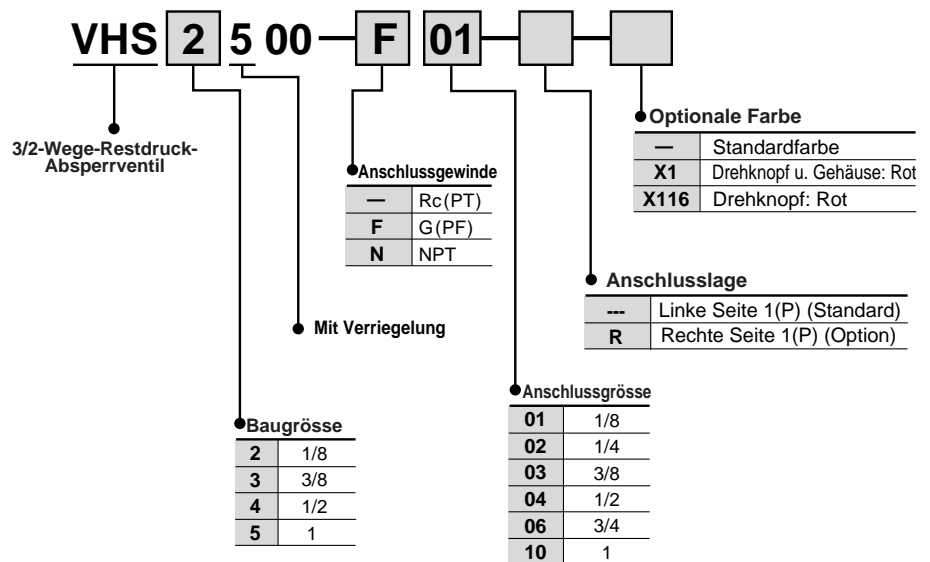 VHS 2 5 00 — F 01 — —
3/2-Wege-Restdruck-
Absperrventil
Optionale Farbe
— Standardfarbe
X1 Drehknopf u. Gehäuse: Rot
X116 Drehknopf: Rot
Anschlussgewinde
— Rc(PT)
F G(PF)
N NPT
Anschlusslage
--- Linke Seite 1(P) (Standard)
R Rechte Seite 1(P) (Option)
Mit Verriegelung
Baugrösse
2 1/8
3 3/8
4 1/2
5 1
Anschlussgrösse
01 1/8
02 1/4
03 3/8
04 1/2
06 3/4
10 1